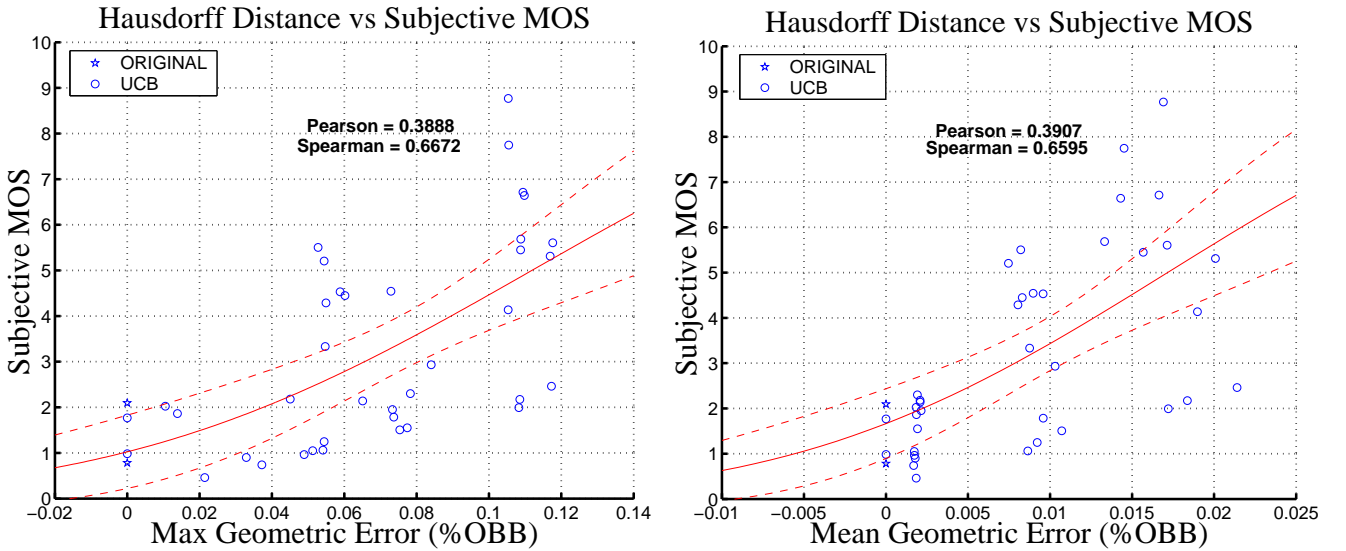 Hausdorff Distance vs Subjective MOS
10
9
8
7
6
5
4
3
2
1
0
Subjective MOS
ORIGINAL
UCB
Pearson = 0.3888
Spearman = 0.6672
−0.02 0 0.02 0.04 0.06 0.08 0.1 0.12 0.14
Max Geometric Error (%OBB)
Hausdorff Distance vs Subjective MOS
10
9
8
7
6
5
4
3
2
1
0
Subjective MOS
ORIGINAL
UCB
Pearson = 0.3907
Spearman = 0.6595
−0.01 −0.005 0 0.005 0.01 0.015 0.02 0.025
Mean Geometric Error (%OBB)